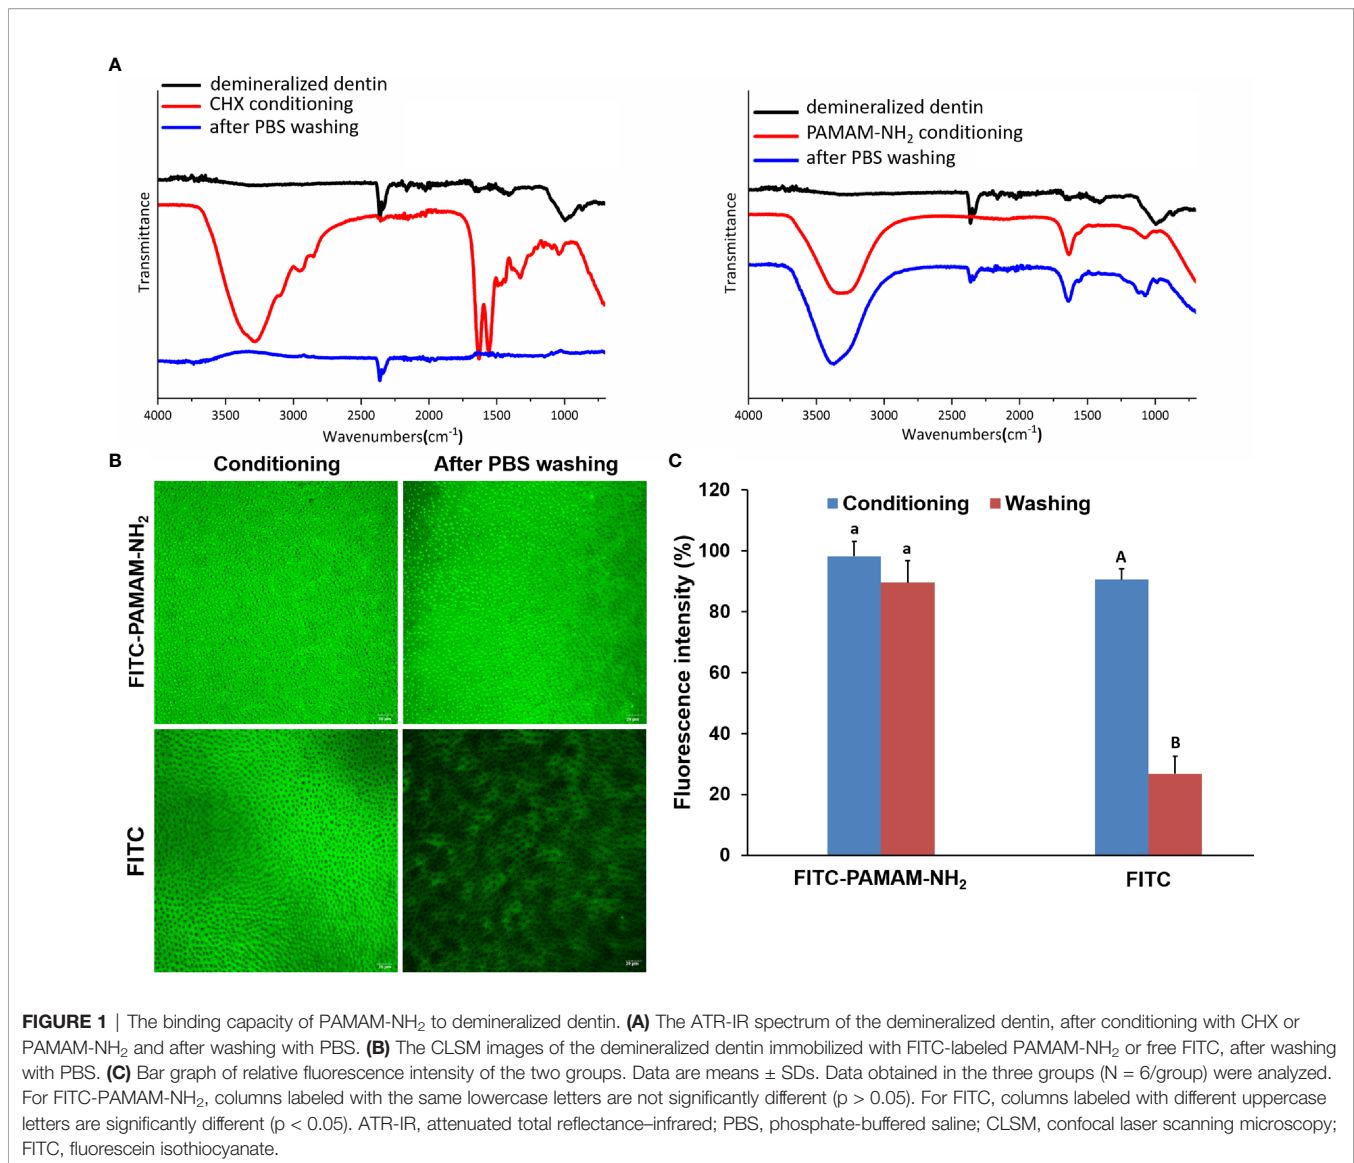 A
demineralized dentin
CHX conditioning
after PBS washing
Transmittance
4000 3500 3000 2500 2000 1500 1000
Wavenumbers(cm⁻¹)
demineralized dentin
PAMAM-NH₂ conditioning
after PBS washing
Transmittance
4000 3500 3000 2500 2000 1500 1000
Wavenumbers(cm⁻¹)
B
Conditioning After PBS washing
FITC-PAMAM-NH₂
FITC
C
Conditioning Washing
Fluorescence intensity (%)
120
100
80
60
40
20
0
a
a
A
B
FITC-PAMAM-NH₂ FITC
FIGURE 1 | The binding capacity of PAMAM-NH₂ to demineralized dentin. (A) The ATR-IR spectrum of the demineralized dentin, after conditioning with CHX or
PAMAM-NH₂ and after washing with PBS. (B) The CLSM images of the demineralized dentin immobilized with FITC-labeled PAMAM-NH₂ or free FITC, after washing
with PBS. (C) Bar graph of relative fluorescence intensity of the two groups. Data are means ± SDs. Data obtained in the three groups (N = 6/group) were analyzed.
For FITC-PAMAM-NH₂, columns labeled with the same lowercase letters are not significantly different (p > 0.05). For FITC, columns labeled with different uppercase
letters are significantly different (p < 0.05). ATR-IR, attenuated total reflectance–infrared; PBS, phosphate-buffered saline; CLSM, confocal laser scanning microscopy;
FITC, fluorescein isothiocyanate.